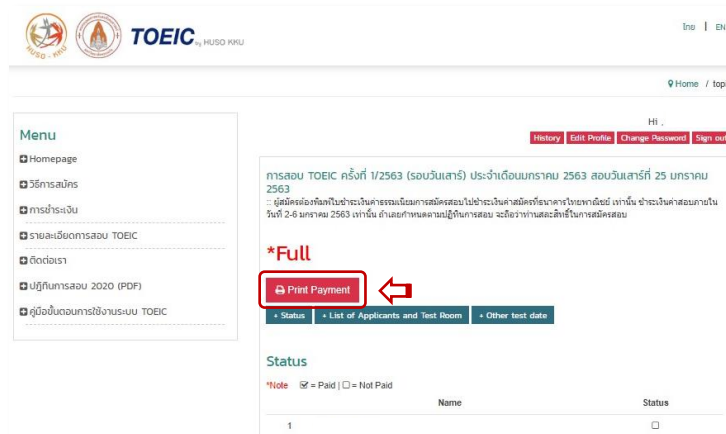 HUSO - KKU
TOEIC by HUSO KKU
ไทย | EN
Home / topi
Hi .
History Edit Profile Change Password Sign out
Menu
Homepage
วิธีการสมัคร
การชำระเงิน
รายละเอียดการสอบ TOEIC
ติดต่อเรา
ปฏิทินการสอบ 2020 (PDF)
คู่มือขั้นตอนการใช้งานระบบ TOEIC
การสอบ TOEIC ครั้งที่ 1/2563 (รอบวันเสาร์) ประจำเดือนมกราคม 2563 สอบวันเสาร์ที่ 25 มกราคม
2563
:: ผู้สมัครต้องพิมพ์ใบชำระเงินค่าธรรมเนียมการสมัครสอบไปชำระเงินค่าสมัครที่ธนาคารไทยพาณิชย์ เท่านั้น ชำระเงินค่าสอบภายใน
วันที่ 2-6 มกราคม 2563 เท่านั้น ถ้าเลยกำหนดตามปฏิทินการสอบ จะถือว่าท่านสละสิทธิ์ในการสมัครสอบ
*Full
Print Payment
+ Status + List of Applicants and Test Room + Other test date
Status
*Note ☑ = Paid | ☐ = Not Paid
Name Status
1 ☐